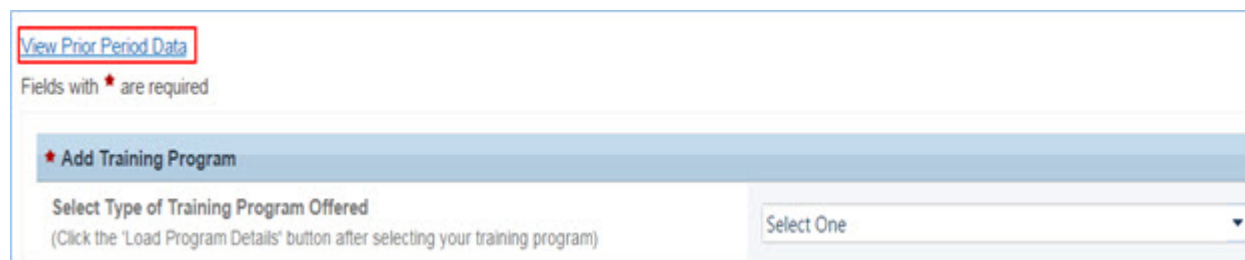 View Prior Period Data
Fields with * are required
* Add Training Program
Select Type of Training Program Offered
Select One
(Click the 'Load Program Details' button after selecting your training program)